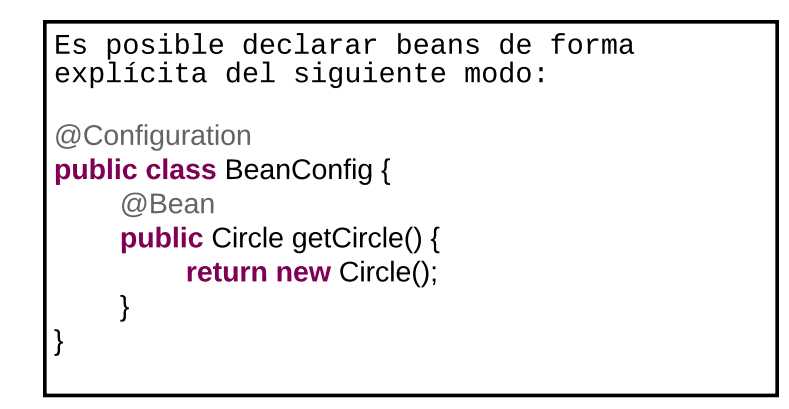 Es posible declarar beans de forma
explícita del siguiente modo:
@Configuration
public class BeanConfig {
@Bean
public Circle getCircle() {
return new Circle();
}
}